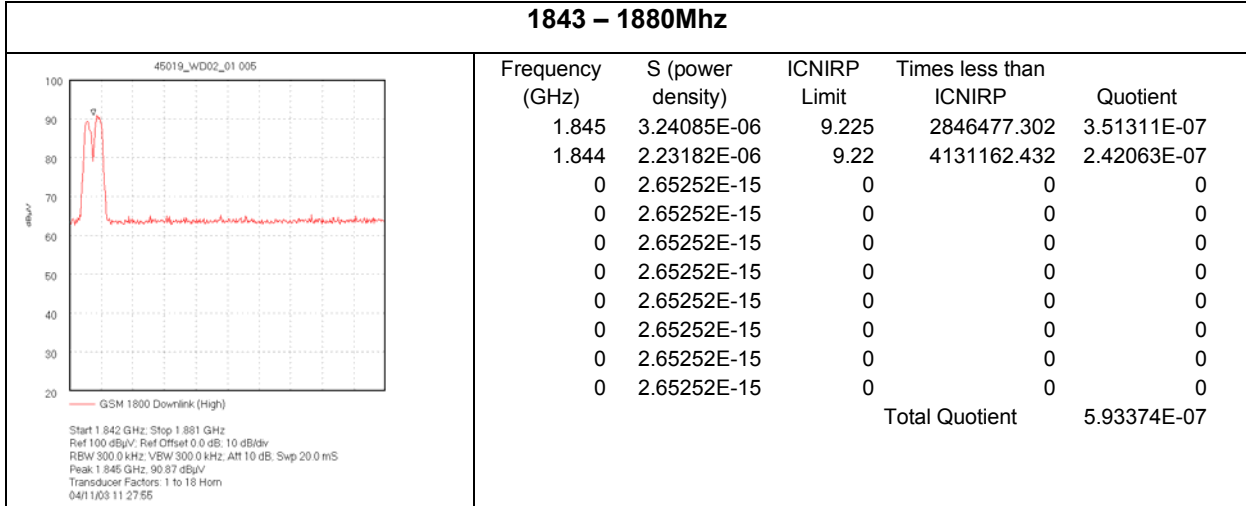 1843 – 1880Mhz
45019_WD02_01 005
100
90
80
70
60
50
40
30
20
dBµV
GSM 1800 Downlink (High)
Start 1.842 GHz; Stop 1.881 GHz
Ref 100 dBµV; Ref Offset 0.0 dB; 10 dB/div
RBW 300.0 kHz; VBW 300.0 kHz; Att 10 dB; Swp 20.0 mS
Peak 1.845 GHz, 90.87 dBµV
Transducer Factors: 1 to 18 Horn
04/11/03 11:27:55
Frequency S (power ICNIRP Times less than
(GHz) density) Limit ICNIRP Quotient
1.845 3.24085E-06 9.225 2846477.302 3.51311E-07
1.844 2.23182E-06 9.22 4131162.432 2.42063E-07
0 2.65252E-15 0 0 0
0 2.65252E-15 0 0 0
0 2.65252E-15 0 0 0
0 2.65252E-15 0 0 0
0 2.65252E-15 0 0 0
0 2.65252E-15 0 0 0
0 2.65252E-15 0 0 0
0 2.65252E-15 0 0 0
Total Quotient 5.93374E-07